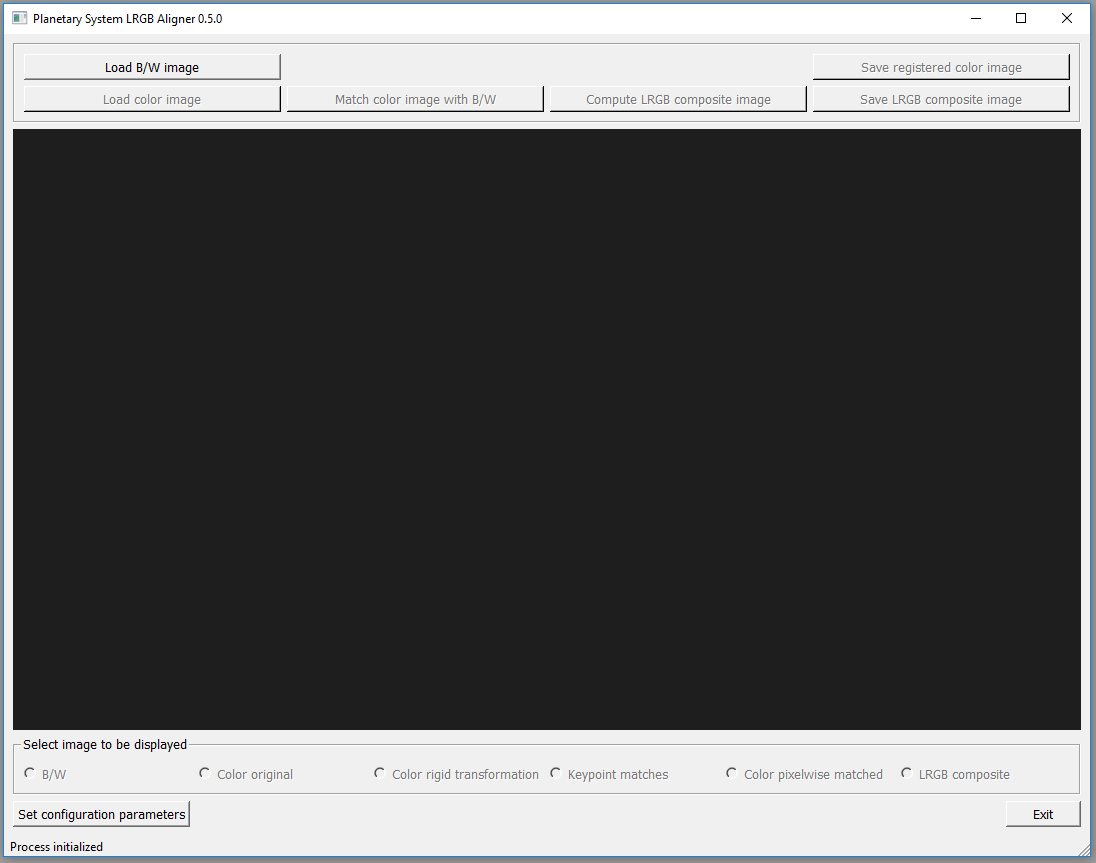 Planetary System LRGB Aligner 0.5.0
Load B/W image
Save registered color image
Load color image
Match color image with B/W
Compute LRGB composite image
Save LRGB composite image
Select image to be displayed
B/W
Color original
Color rigid transformation
Keypoint matches
Color pixelwise matched
LRGB composite
Set configuration parameters
Exit
Process initialized